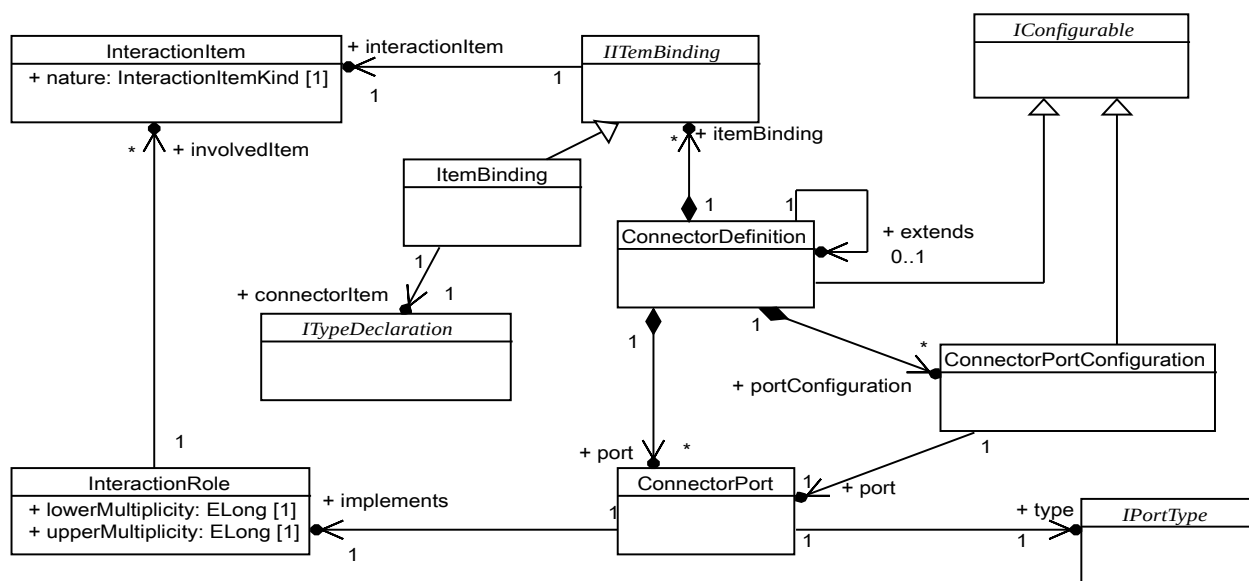 IConfigurable
InteractionItem
+ nature: InteractionItemKind [1]
+ interactionItem
1
1
IITemBinding
* + involvedItem
* + itemBinding
ItemBinding
1
1
ConnectorDefinition
+ extends
0..1
1
+ connectorItem
1
ITypeDeclaration
1
1
*
ConnectorPortConfiguration
+ portConfiguration
1
1
+ port
*
InteractionRole
+ lowerMultiplicity: ELong [1]
+ upperMultiplicity: ELong [1]
+ implements
1
1
ConnectorPort
1
+ port
1
+ type
1
IPortType